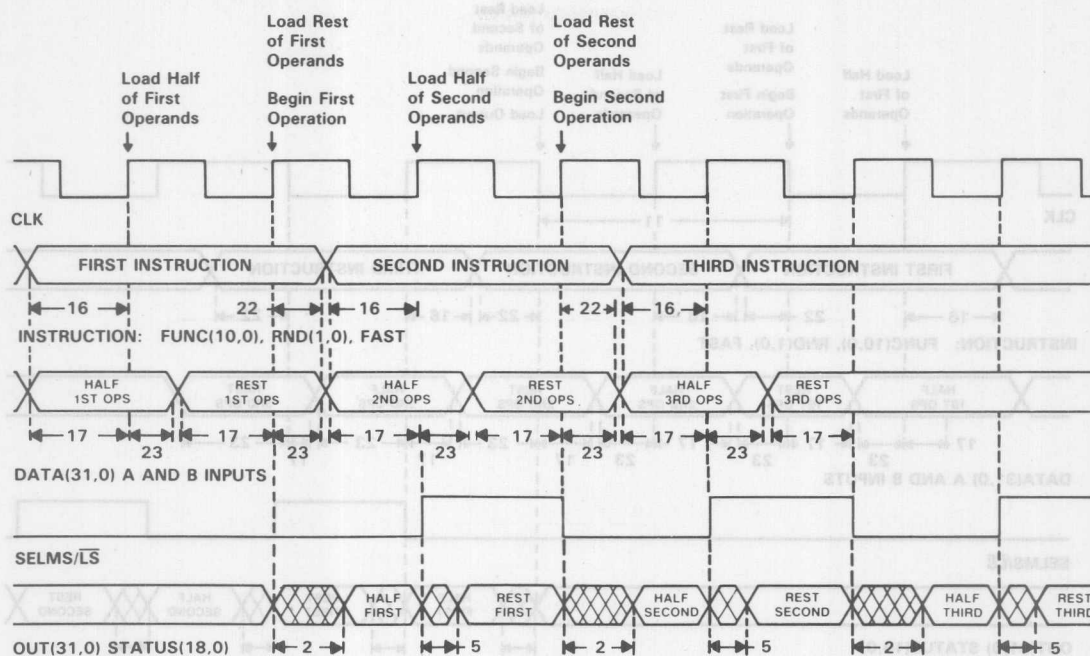 Load Rest
of First
Operands
Load Rest
of Second
Operands
Load Half
of First
Operands
Begin First
Operation
Load Half
of Second
Operands
Begin Second
Operation
CLK
FIRST INSTRUCTION
SECOND INSTRUCTION
THIRD INSTRUCTION
16 22 16 22 16
INSTRUCTION: FUNC(10,0), RND(1,0), FAST
HALF
1ST OPS
REST
1ST OPS
HALF
2ND OPS
REST
2ND OPS
HALF
3RD OPS
REST
3RD OPS
17 23 17 23 17 23 17 23 17 23 17
DATA(31,0) A AND B INPUTS
SELMS/L̅S̅
HALF
FIRST
REST
FIRST
HALF
SECOND
REST
SECOND
HALF
THIRD
REST
THIRD
OUT(31,0) STATUS(18,0) 2 5 2 5 2 5